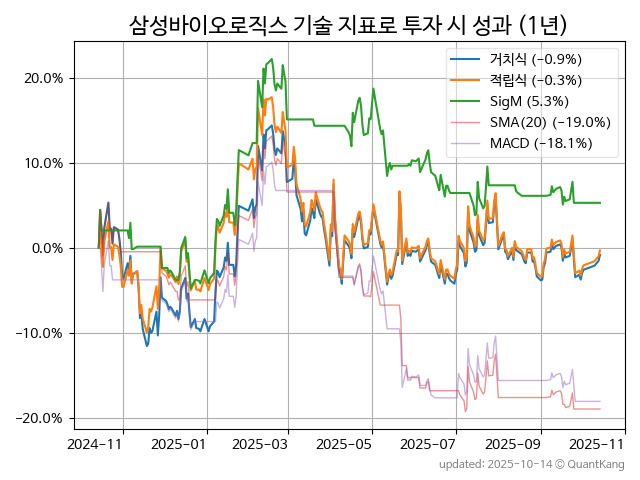 삼성바이오로직스 기술 지표로 투자 시 성과 (1년)
거치식 (-0.9%)
적립식 (-0.3%)
SigM (5.3%)
SMA(20) (-19.0%)
MACD (-18.1%)
20.0%
10.0%
0.0%
-10.0%
-20.0%
2024-11 2025-01 2025-03 2025-05 2025-07 2025-09 2025-11
updated: 2025-10-14 © QuantKang